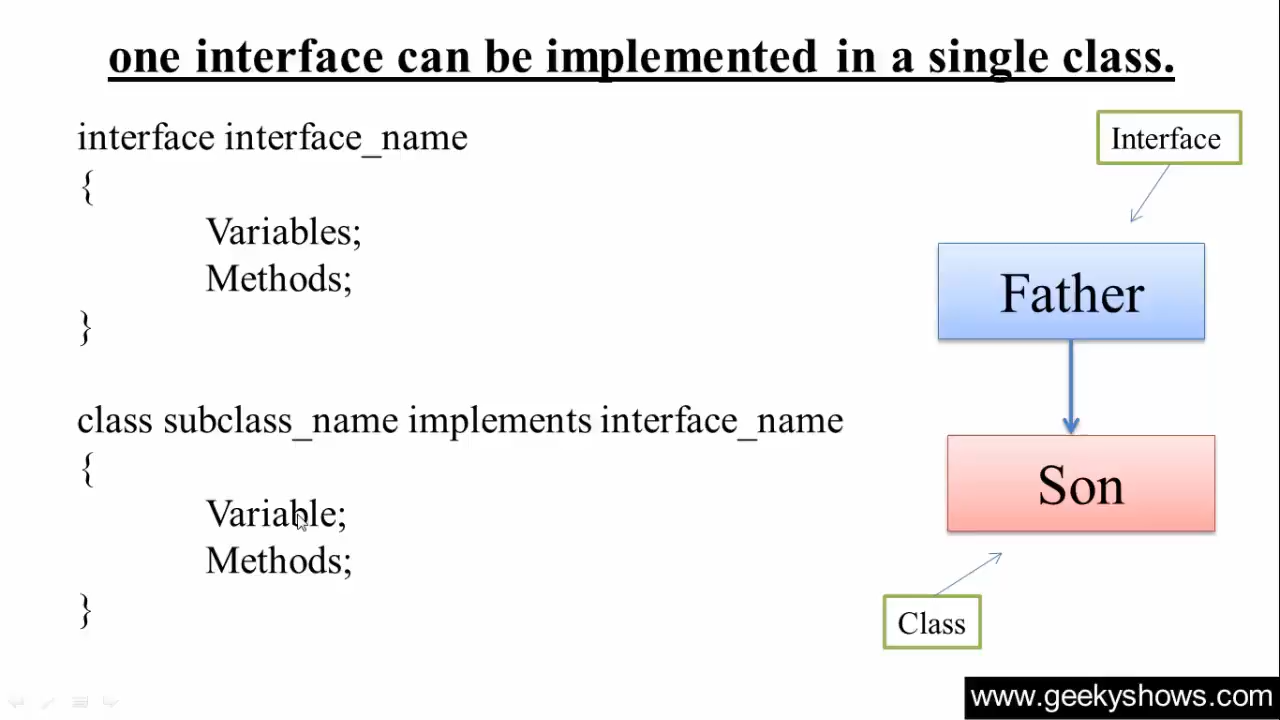 one interface can be implemented in a single class.
interface interface_name
{
Variables;
Methods;
}
class subclass_name implements interface_name
{
Variable;
Methods;
}
Interface
Father
Son
Class
www.geekyshows.com